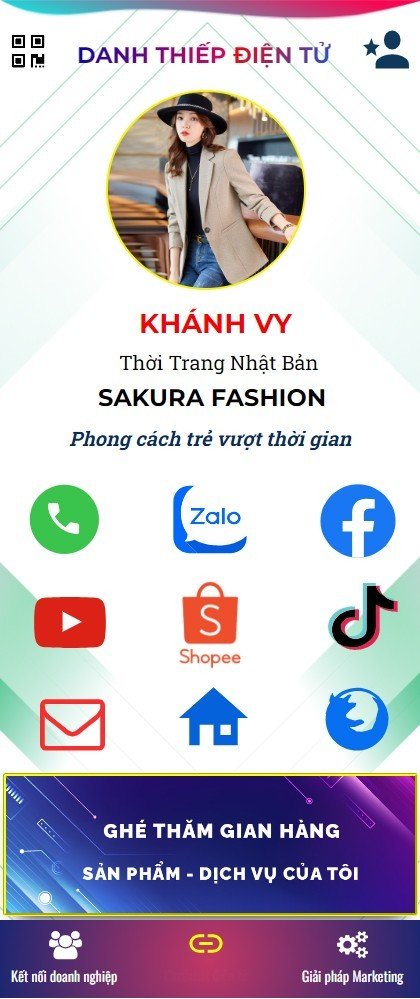 DANH THIẾP ĐIỆN TỬ
KHÁNH VY
Thời Trang Nhật Bản
SAKURA FASHION
Phong cách trẻ vượt thời gian
Zalo
Shopee
GHÉ THĂM GIAN HÀNG
SẢN PHẨM - DỊCH VỤ CỦA TÔI
Kết nối doanh nghiệp
Giải pháp Marketing